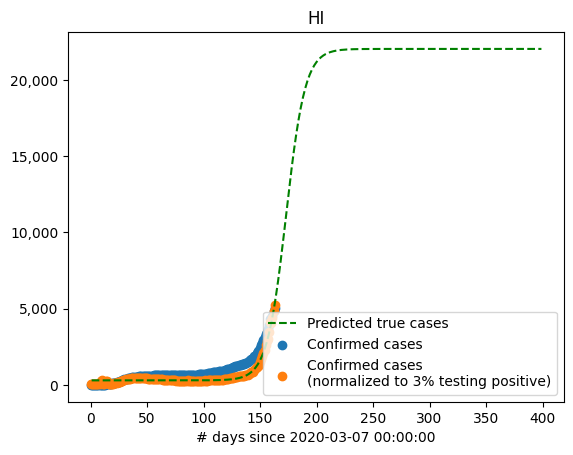 HI
20,000
15,000
10,000
5,000
0
Predicted true cases
Confirmed cases
Confirmed cases
(normalized to 3% testing positive)
0 50 100 150 200 250 300 350 400
# days since 2020-03-07 00:00:00